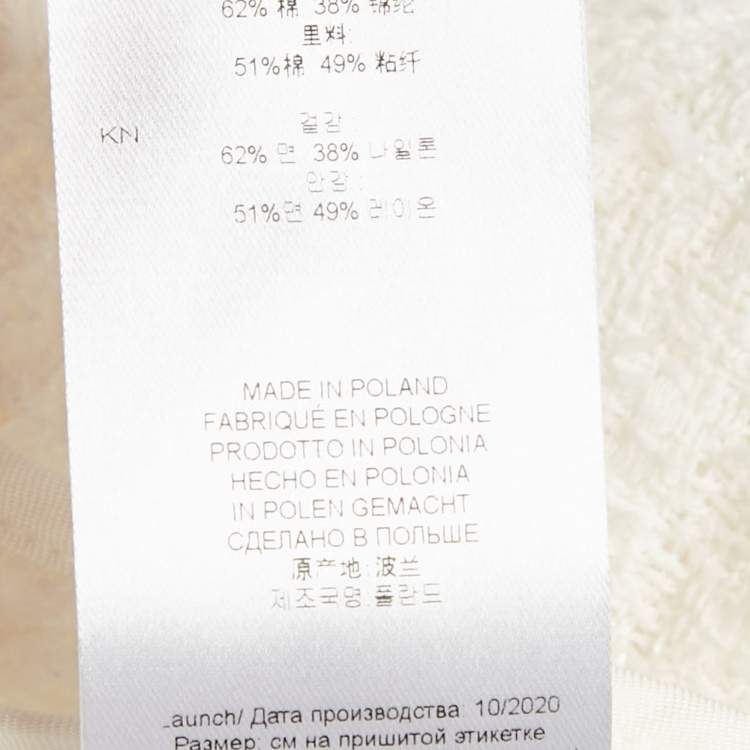 62% 棉 38% 锦纶
里料:
51%棉 49% 粘纤
KN
겉감 :
62% 면 38% 나일론
안감 :
51%면 49% 레이온
MADE IN POLAND
FABRIQUÉ EN POLOGNE
PRODOTTO IN POLONIA
HECHO EN POLONIA
IN POLEN GEMACHT
СДЕЛАНО В ПОЛЬШЕ
原产地: 波兰
제조국명:폴란드
Launch/ Дата производства: 10/2020
Размер: см на пришитой этикетке